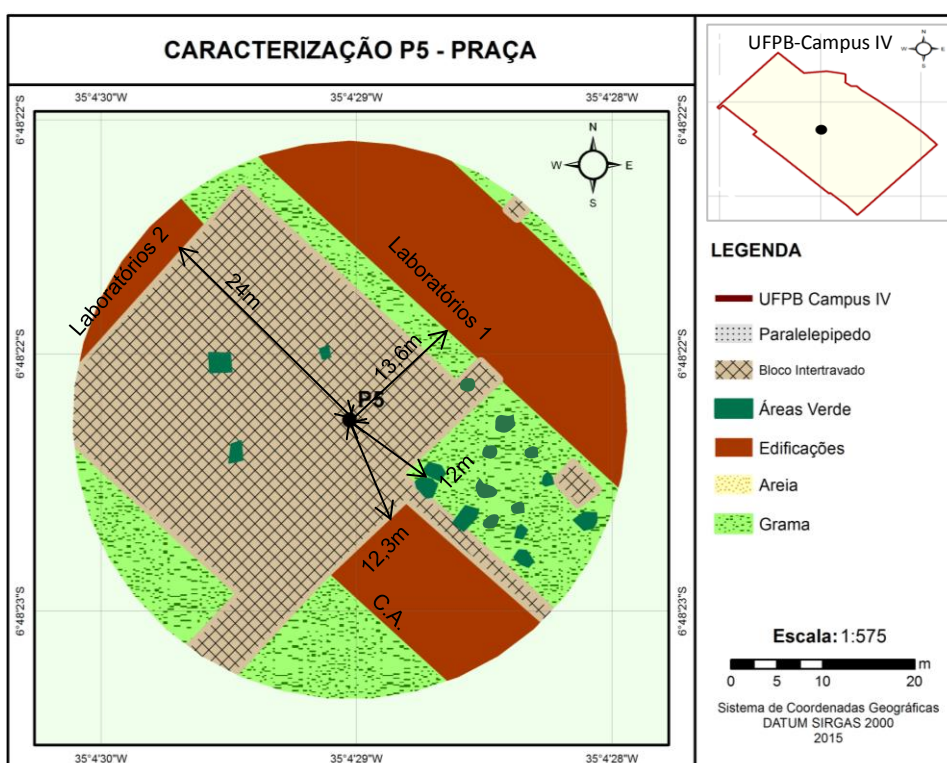 CARACTERIZAÇÃO P5 - PRAÇA
35°4'30"W
35°4'29"W
35°4'28"W
6°48'22"S
6°48'22"S
N
W
E
S
Laboratórios 2
Laboratórios 1
24m
13,6m
P5
6°48'22"S
6°48'22"S
12m
12,3m
C.A.
6°48'23"S
6°48'23"S
35°4'30"W
35°4'29"W
35°4'28"W
UFPB-Campus IV
N
W
E
S
LEGENDA
UFPB Campus IV
Paralelepipedo
Bloco Intertravado
Áreas Verde
Edificações
Areia
Grama
Escala: 1:575
m
0 5 10 20
Sistema de Coordenadas Geográficas
DATUM SIRGAS 2000
2015